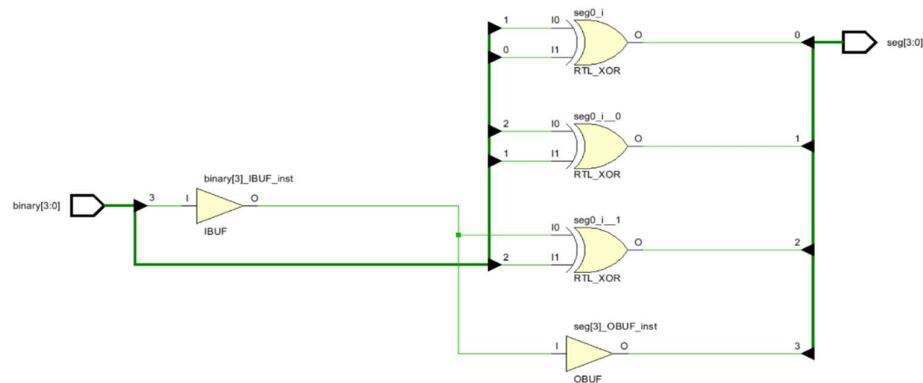 seg0_i
1 I0
O 0 seg[3:0]
0 I1
RTL_XOR
seg0_i__0
2 I0
O 1
1 I1
RTL_XOR
binary[3]_IBUF_inst
binary[3:0] 3 I O
IBUF
seg0_i__1
I0
O 2
2 I1
RTL_XOR
seg[3]_OBUF_inst
I O 3
OBUF